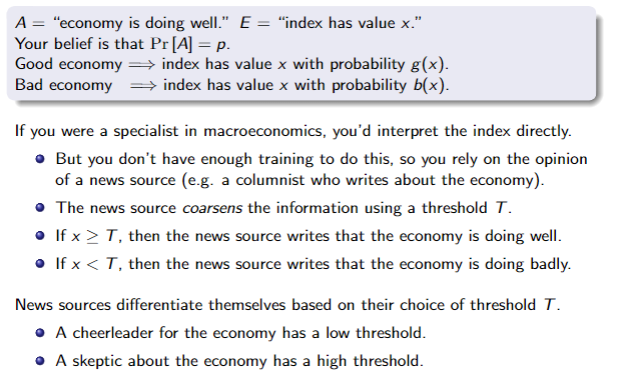 A = “economy is doing well.” E = “index has value x.”
Your belief is that Pr[A] = p.
Good economy ⟹ index has value x with probability g(x).
Bad economy ⟹ index has value x with probability b(x).
If you were a specialist in macroeconomics, you’d interpret the index directly.
But you don’t have enough training to do this, so you rely on the opinion
of a news source (e.g. a columnist who writes about the economy).
The news source coarsens the information using a threshold T.
If x ≥ T, then the news source writes that the economy is doing well.
If x < T, then the news source writes that the economy is doing badly.
News sources differentiate themselves based on their choice of threshold T.
A cheerleader for the economy has a low threshold.
A skeptic about the economy has a high threshold.